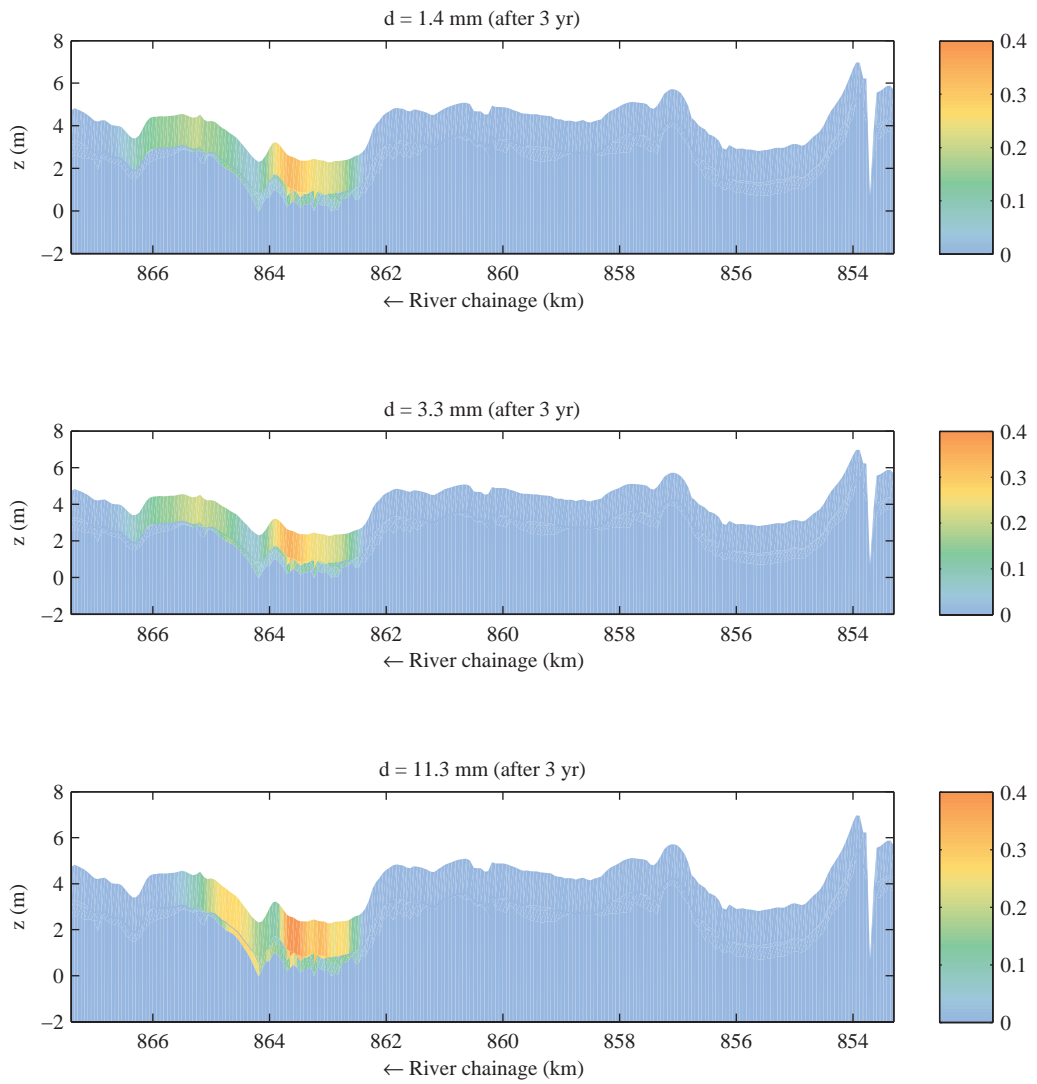 d = 1.4 mm (after 3 yr)
8
6
4
2
0
−2
z (m)
866 864 862 860 858 856 854
← River chainage (km)
0.4
0.3
0.2
0.1
0
d = 3.3 mm (after 3 yr)
8
6
4
2
0
−2
z (m)
866 864 862 860 858 856 854
← River chainage (km)
0.4
0.3
0.2
0.1
0
d = 11.3 mm (after 3 yr)
8
6
4
2
0
−2
z (m)
866 864 862 860 858 856 854
← River chainage (km)
0.4
0.3
0.2
0.1
0